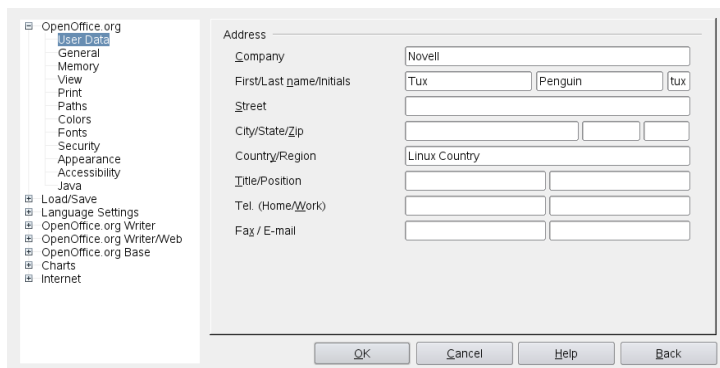 OpenOffice.org
User Data
General
Memory
View
Print
Paths
Colors
Fonts
Security
Appearance
Accessibility
Java
Load/Save
Language Settings
OpenOffice.org Writer
OpenOffice.org Writer/Web
OpenOffice.org Base
Charts
Internet
Address
Company Novell
First/Last name/Initials Tux Penguin tux
Street
City/State/Zip
Country/Region Linux Country
Title/Position
Tel. (Home/Work)
Fax / E-mail
OK Cancel Help Back